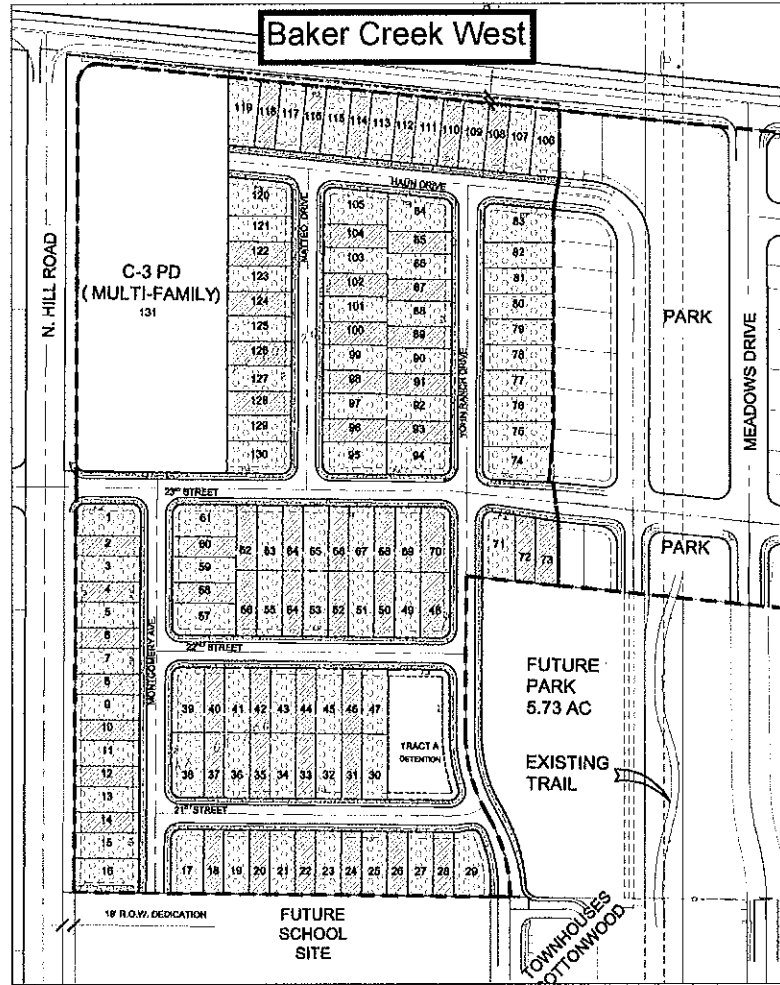 Baker Creek West
119 118 117 116 115 114 113 112 111 110 109 108 107 106
HAUN DRIVE
N. HILL ROAD
C-3 PD
( MULTI-FAMILY)
131
120
121
122
123
124
125
126
127
128
129
130
MATTEO DRIVE
105
104
103
102
101
100
99
98
97
96
95
84
85
86
87
88
89
90
91
92
93
94
YOHN RANCH DRIVE
83
82
81
80
79
78
77
76
75
74
PARK
MEADOWS DRIVE
23RD STREET
1
2
3
4
5
6
7
8
9
10
11
12
13
14
15
16
MONTGOMERY AVE.
61
60
59
58
57
62 63 64 65 66 67 68 69 70
56 55 54 53 52 51 50 49 48
71 72 73
PARK
22ND STREET
39 40 41 42 43 44 45 46 47
38 37 36 35 34 33 32 31 30
TRACT A
DETENTION
FUTURE
PARK
5.73 AC
EXISTING
TRAIL
21ST STREET
17 18 19 20 21 22 23 24 25 26 27 28 29
18' R.O.W. DEDICATION
FUTURE
SCHOOL
SITE
TOWNHOUSES
COTTONWOOD